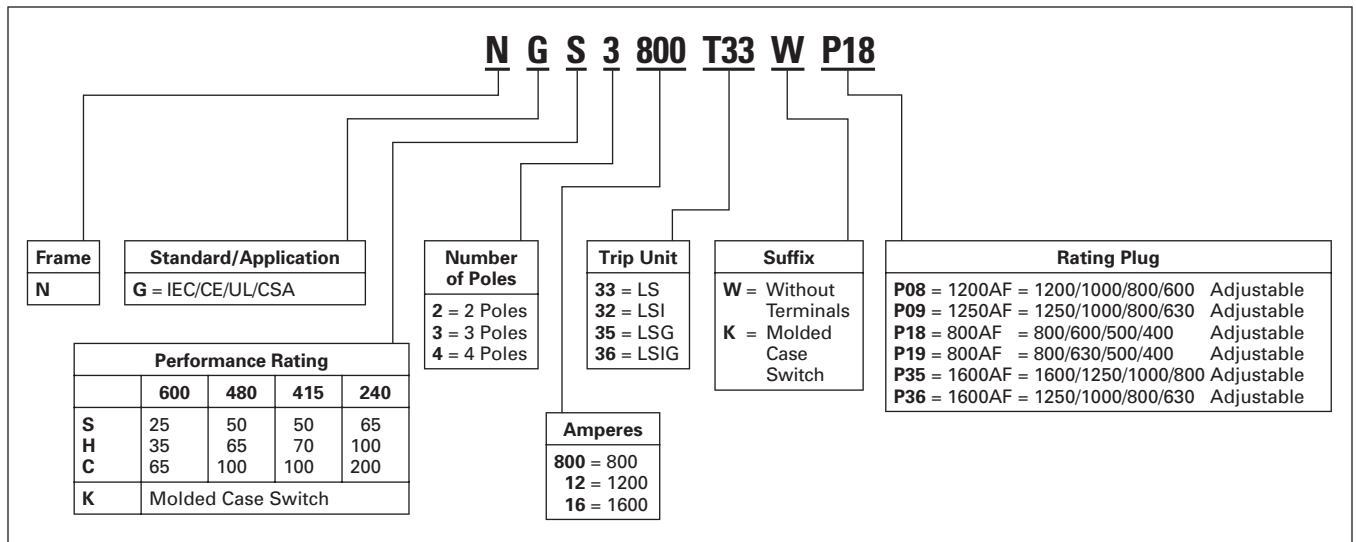 N G S 3 800 T33 W P18
Frame
N
Standard/Application
G = IEC/CE/UL/CSA
Performance Rating
600 480 415 240
S 25 50 50 65
H 35 65 70 100
C 65 100 100 200
K Molded Case Switch
Number
of Poles
2 = 2 Poles
3 = 3 Poles
4 = 4 Poles
Amperes
800 = 800
12 = 1200
16 = 1600
Trip Unit
33 = LS
32 = LSI
35 = LSG
36 = LSIG
Suffix
W = Without
Terminals
K = Molded
Case
Switch
Rating Plug
P08 = 1200AF = 1200/1000/800/600 Adjustable
P09 = 1250AF = 1250/1000/800/630 Adjustable
P18 = 800AF = 800/600/500/400 Adjustable
P19 = 800AF = 800/630/500/400 Adjustable
P35 = 1600AF = 1600/1250/1000/800 Adjustable
P36 = 1600AF = 1250/1000/800/630 Adjustable